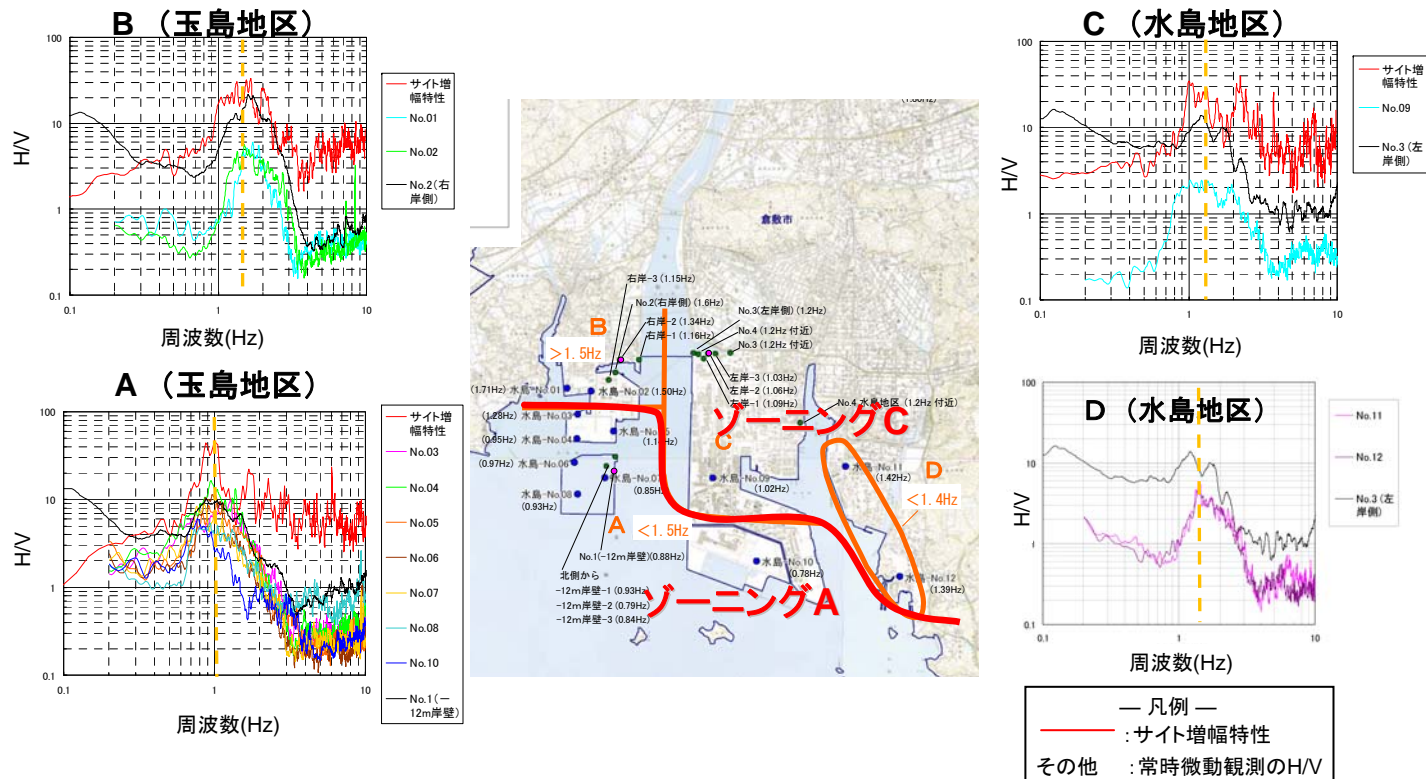 B （玉島地区）
100
10
1
0.1
0.1
1
10
H/V
周波数(Hz)
サイト増
幅特性
No.01
No.02
No.2(右
岸側)
A （玉島地区）
100
10
1
0.1
0.1
1
10
H/V
周波数(Hz)
サイト増
幅特性
No.03
No.04
No.05
No.06
No.07
No.08
No.10
No.1(－
12m岸壁)
倉敷市
右岸-3 (1.15Hz)
No.2(右岸側) (1.6Hz)
右岸-2 (1.34Hz)
右岸-1 (1.16Hz)
B
＞1.5Hz
No.3(左岸側) (1.2Hz)
No.4 (1.2Hz 付近)
No.3 (1.2Hz 付近)
左岸-3 (1.03Hz)
左岸-2 (1.06Hz)
左岸-1 (1.09Hz)
No.4 水島地区 (1.2Hz 付近)
(1.71Hz) 水島-No.01
水島-No.02 (1.50Hz)
(1.28Hz) 水島-No.03
(0.95Hz) 水島-No.04
(0.97Hz) 水島-No.06
(0.85Hz)
水島-No.08
(0.93Hz)
A
＜1.5Hz
No.1(-12m岸壁)(0.88Hz)
北側から
-12m岸壁-1 (0.93Hz)
-12m岸壁-2 (0.79Hz)
-12m岸壁-3 (0.84Hz)
ゾーニングC
C
水島-No.09
(1.02Hz)
水島-No.10
(0.78Hz)
ゾーニングA
D
水島-No.11
(1.42Hz)
＜1.4Hz
水島-No.12
(1.39Hz)
C （水島地区）
100
10
1
0.1
0.1
1
10
H/V
周波数(Hz)
サイト増
幅特性
No.09
No.3(左
岸側)
D （水島地区）
100
10
1
0.1
0.1
1
10
H/V
周波数(Hz)
No.11
No.12
No.3(左
岸側)
― 凡例 ―
：サイト増幅特性
その他 ：常時微動観測のH/V